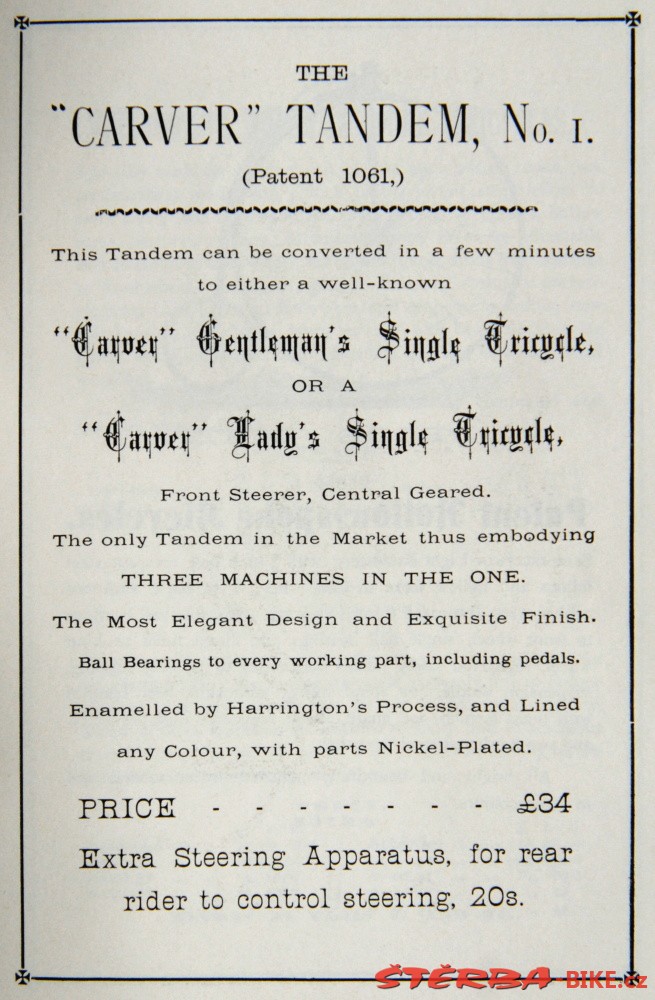 THE
"CARVER" TANDEM, No. 1.
(Patent 1061,)
This Tandem can be converted in a few minutes
to either a well-known
"Carver" Gentleman's Single Tricycle,
OR A
"Carver" Lady's Single Tricycle,
Front Steerer, Central Geared.
The only Tandem in the Market thus embodying
THREE MACHINES IN THE ONE.
The Most Elegant Design and Exquisite Finish.
Ball Bearings to every working part, including pedals.
Enamelled by Harrington's Process, and Lined
any Colour, with parts Nickel-Plated.
PRICE - - - - - - - £34
Extra Steering Apparatus, for rear
rider to control steering, 20s.
ŠTĚRBA-BIKE.cz